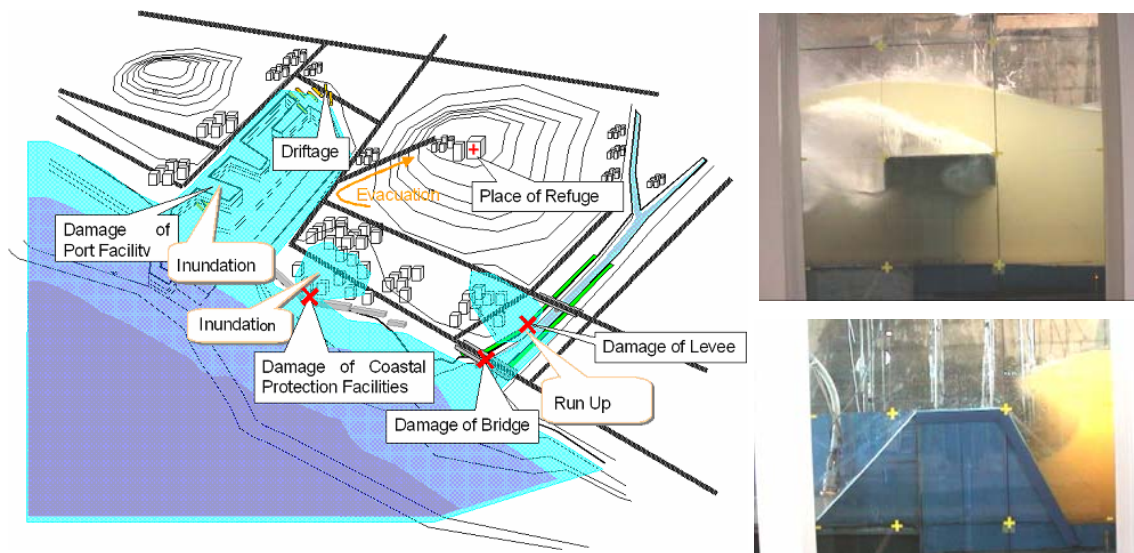 Driftage
Evacuation
Place of Refuge
Damage of
Port Facility
Inundation
Inundation
Damage of Coastal
Protection Facilities
Damage of Levee
Run Up
Damage of Bridge